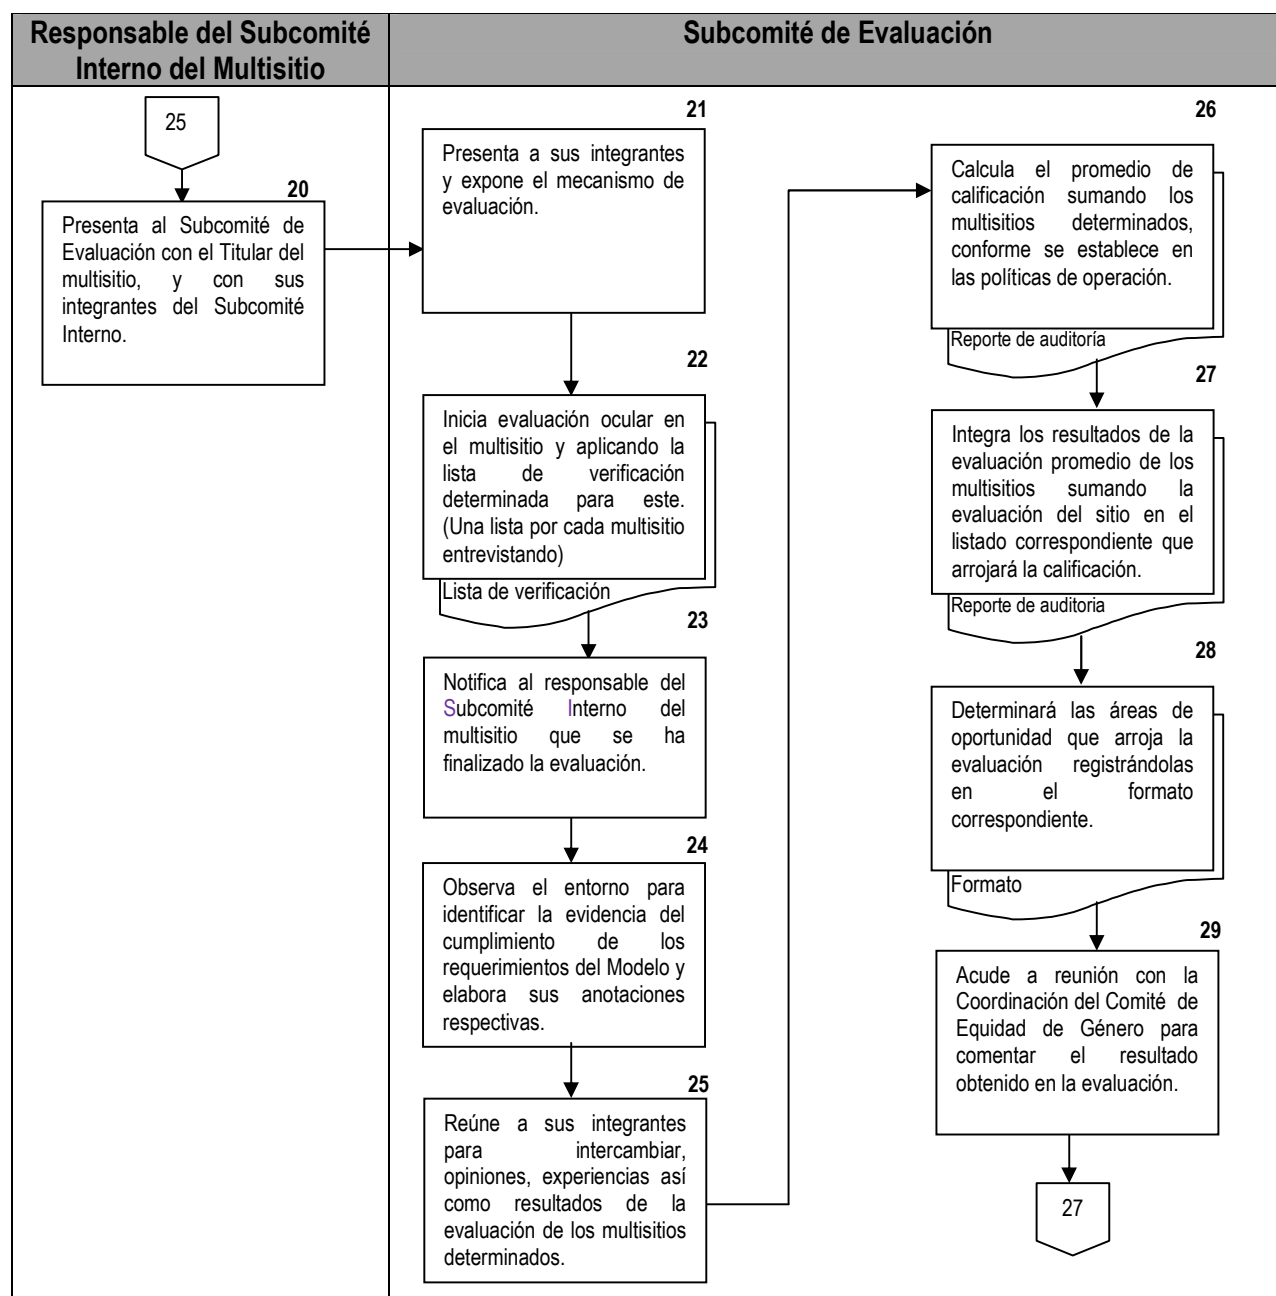 Responsable del Subcomité
Interno del Multisitio
Subcomité de Evaluación
25
20
Presenta al Subcomité de
Evaluación con el Titular del
multisitio, y con sus
integrantes del Subcomité
Interno.
21
Presenta a sus integrantes
y expone el mecanismo de
evaluación.
22
Inicia evaluación ocular en
el multisitio y aplicando la
lista de verificación
determinada para este.
(Una lista por cada multisitio
entrevistando)
Lista de verificación
23
Notifica al responsable del
Subcomité Interno del
multisitio que se ha
finalizado la evaluación.
24
Observa el entorno para
identificar la evidencia del
cumplimiento de los
requerimientos del Modelo y
elabora sus anotaciones
respectivas.
25
Reúne a sus integrantes
para intercambiar,
opiniones, experiencias así
como resultados de la
evaluación de los multisitios
determinados.
26
Calcula el promedio de
calificación sumando los
multisitios determinados,
conforme se establece en
las políticas de operación.
Reporte de auditoría
27
Integra los resultados de la
evaluación promedio de los
multisitios sumando la
evaluación del sitio en el
listado correspondiente que
arrojará la calificación.
Reporte de auditoria
28
Determinará las áreas de
oportunidad que arroja la
evaluación registrándolas
en el formato
correspondiente.
Formato
29
Acude a reunión con la
Coordinación del Comité de
Equidad de Género para
comentar el resultado
obtenido en la evaluación.
27